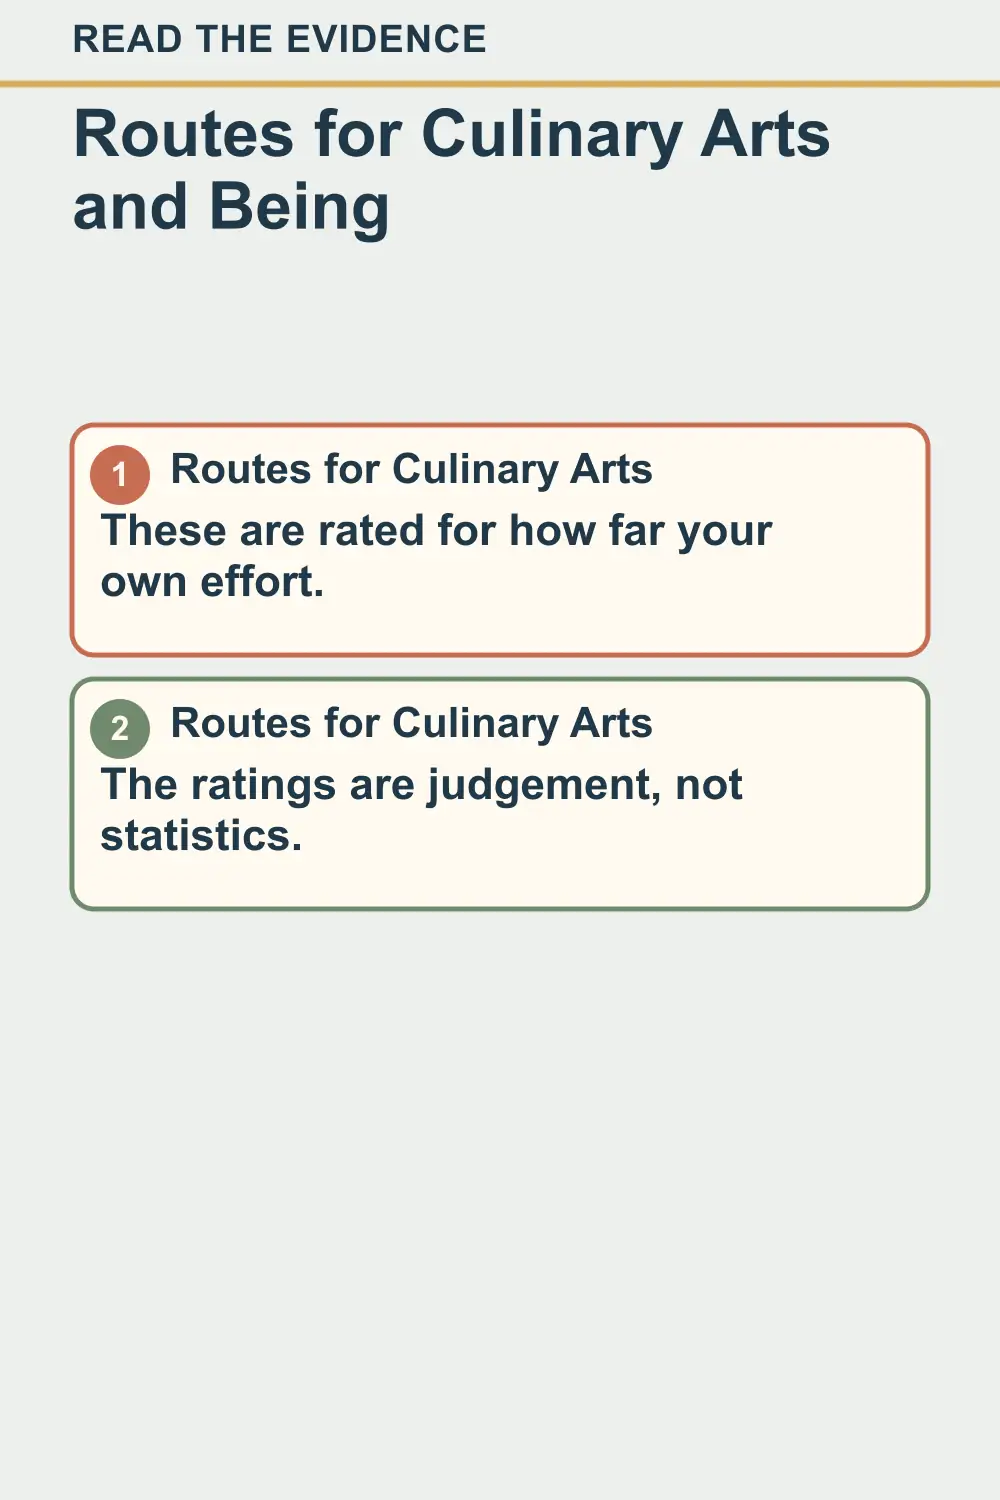 READ THE EVIDENCE
Routes for Culinary Arts
and Being
1 Routes for Culinary Arts
These are rated for how far your
own effort.
2 Routes for Culinary Arts
The ratings are judgement, not
statistics.